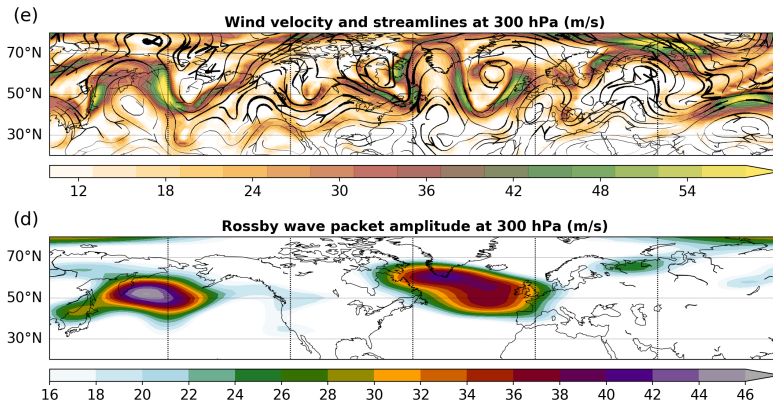 (e)
Wind velocity and streamlines at 300 hPa (m/s)
70°N
50°N
30°N
12 18 24 30 36 42 48 54
(d)
Rossby wave packet amplitude at 300 hPa (m/s)
70°N
50°N
30°N
16 18 20 22 24 26 28 30 32 34 36 38 40 42 44 46